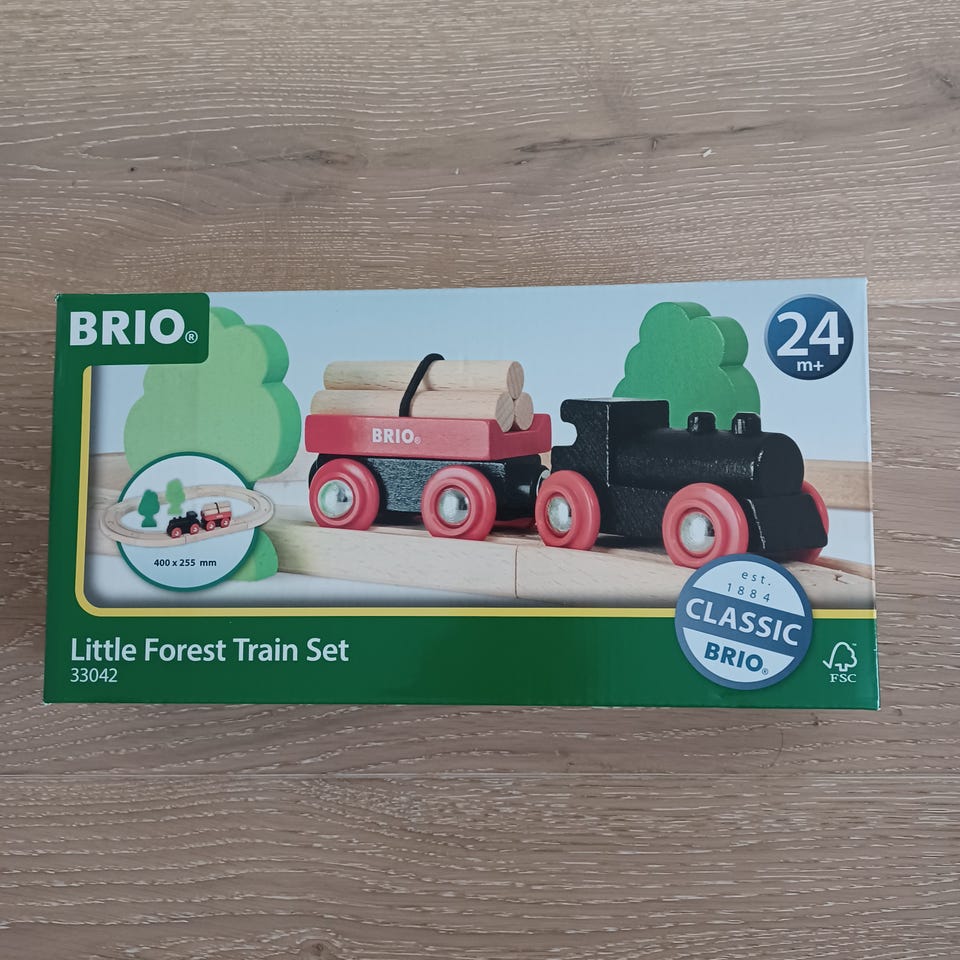 BRIO®
24
m+
BRIO®
400 x 255 mm
est.
1884
CLASSIC
BRIO®
Little Forest Train Set
33042
FSC